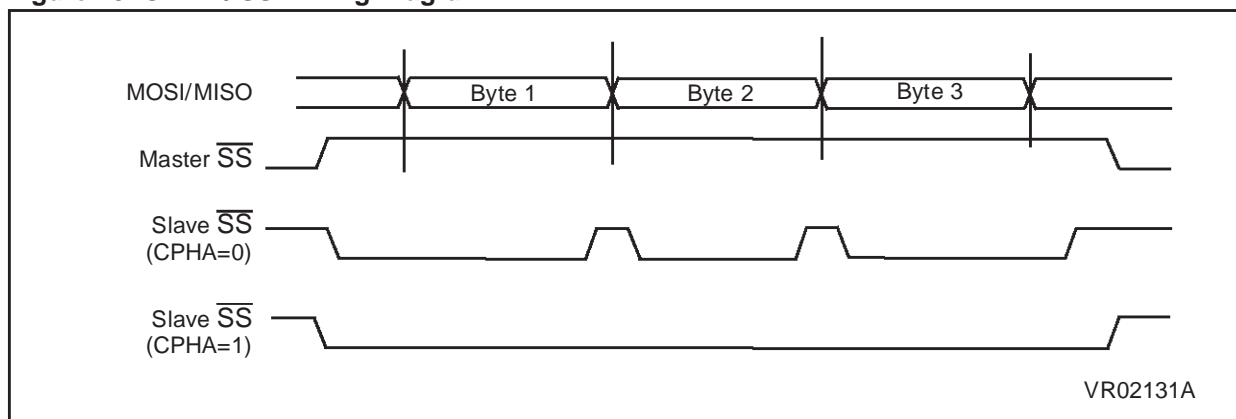 MOSI/MISO
Byte 1 Byte 2 Byte 3
Master SS
Slave SS
(CPHA=0)
Slave SS
(CPHA=1)
VR02131A